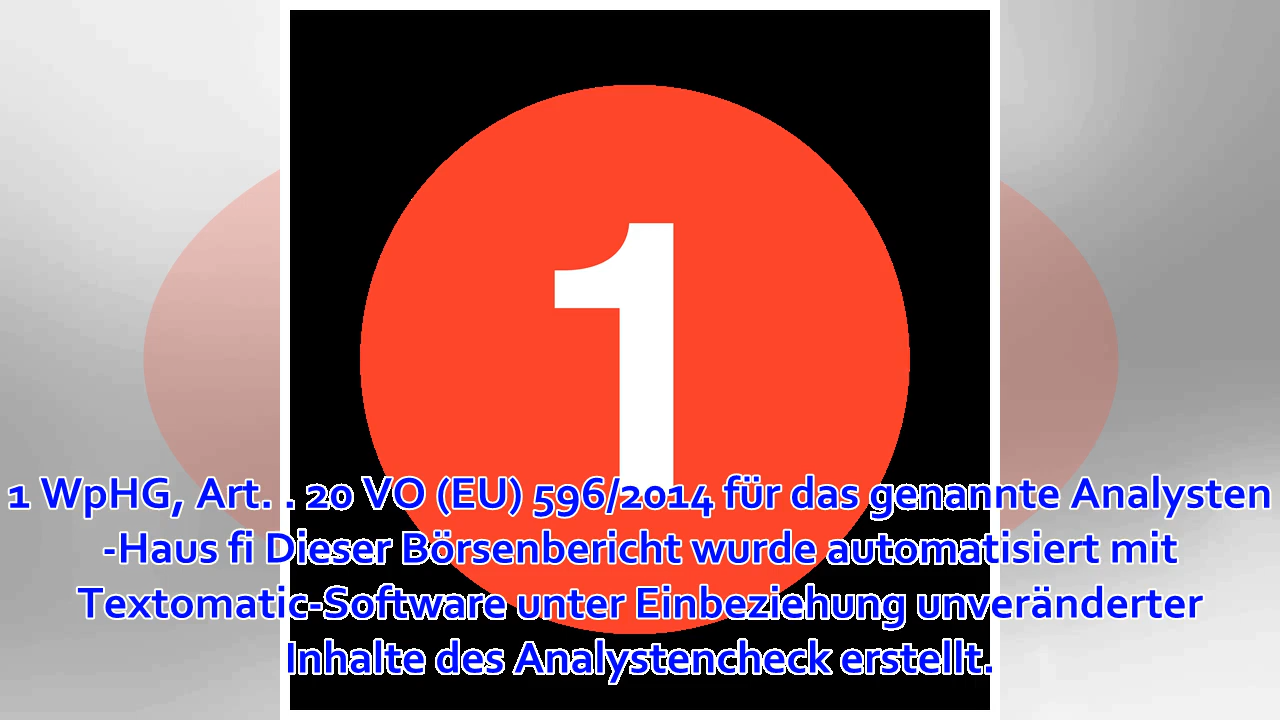 1
1 WpHG, Art. . 20 VO (EU) 596/2014 für das genannte Analysten
-Haus fi Dieser Börsenbericht wurde automatisiert mit
Textomatic-Software unter Einbeziehung unveränderter
Inhalte des Analystencheck erstellt.